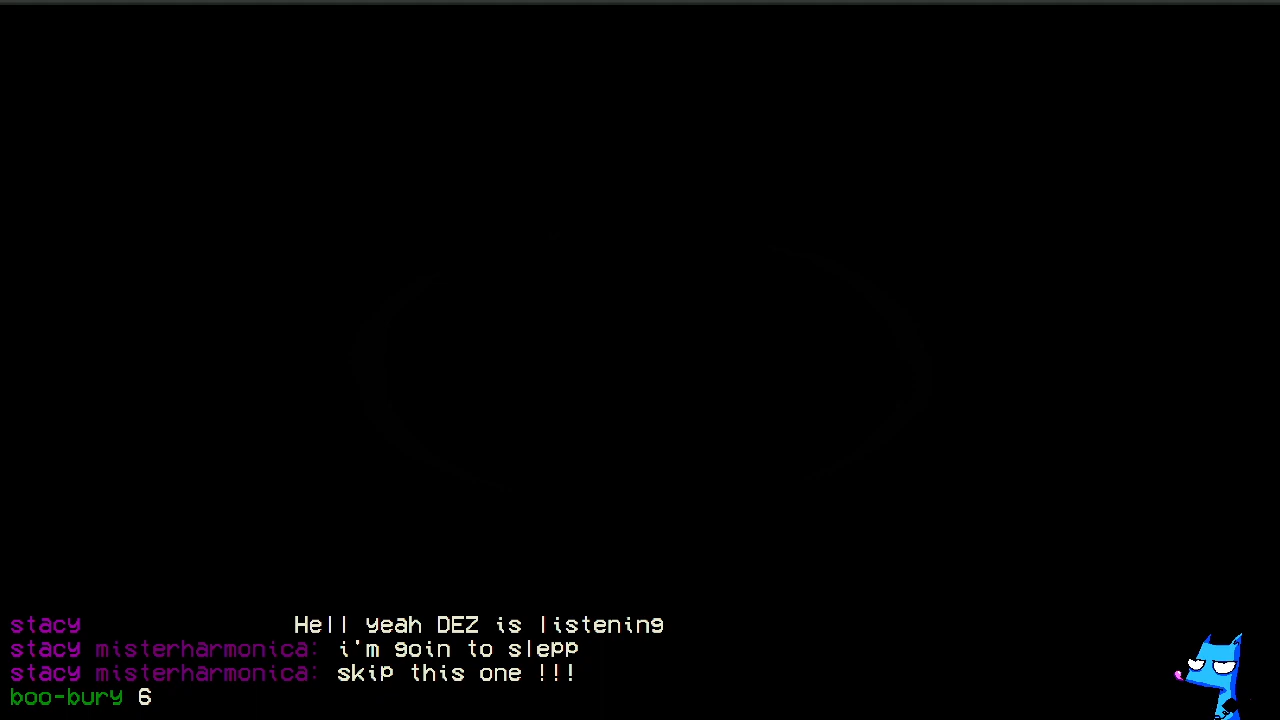 stacy Hell yeah DEZ is listening
stacy misterharmonica: i'm goin to slepp
stacy misterharmonica: skip this one !!!
boo-bury 6